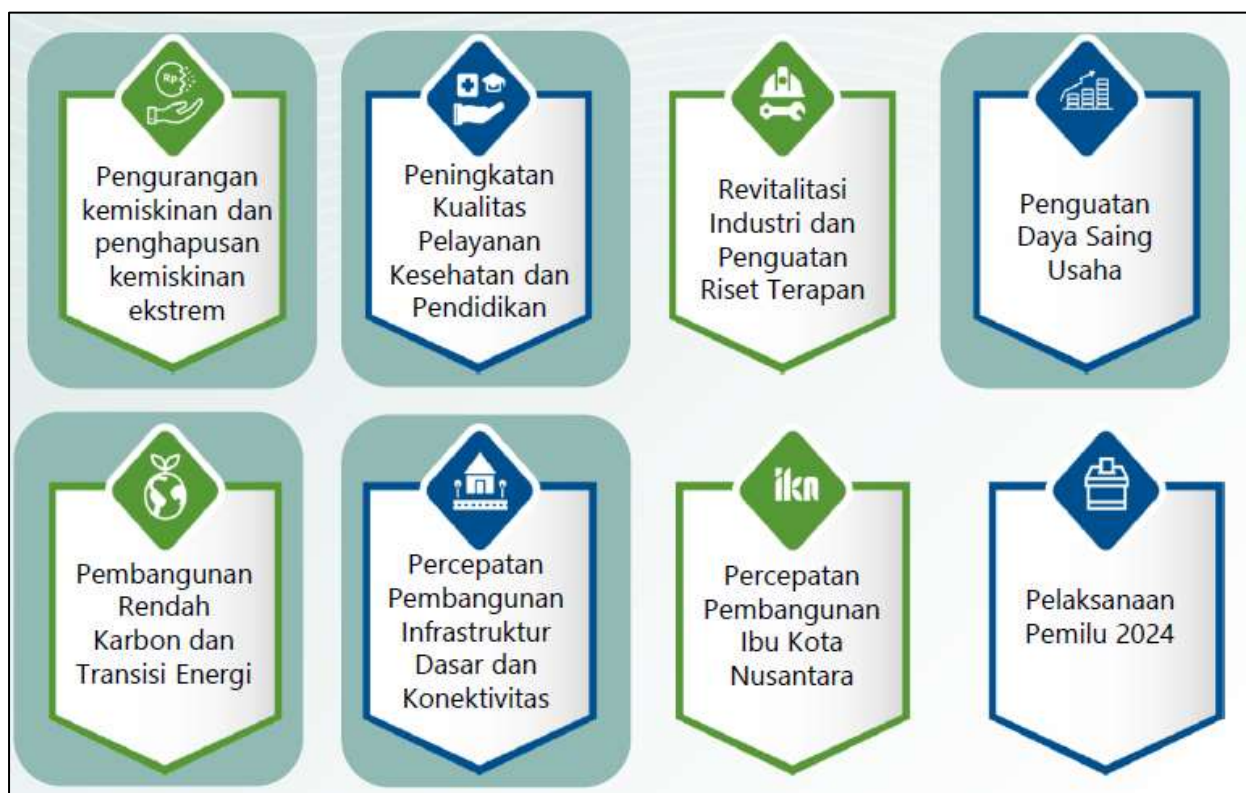 Rp
Pengurangan
kemiskinan dan
penghapusan
kemiskinan
ekstrem
Peningkatan
Kualitas
Pelayanan
Kesehatan dan
Pendidikan
Revitalitasi
Industri dan
Penguatan
Riset Terapan
Penguatan
Daya Saing
Usaha
Pembangunan
Rendah
Karbon dan
Transisi Energi
Percepatan
Pembangunan
Infrastruktur
Dasar dan
Konektivitas
ikn
Percepatan
Pembangunan
Ibu Kota
Nusantara
Pelaksanaan
Pemilu 2024